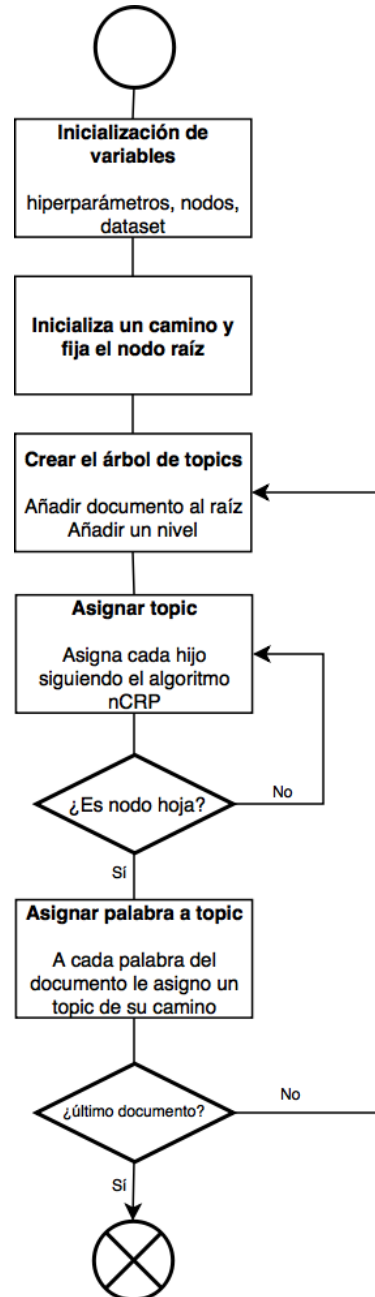 Inicialización de
variables
hiperparámetros, nodos,
dataset
Inicializa un camino y
fija el nodo raíz
Crear el árbol de topics
Añadir documento al raíz
Añadir un nivel
Asignar topic
Asigna cada hijo
siguiendo el algoritmo
nCRP
¿Es nodo hoja?
No
Sí
Asignar palabra a topic
A cada palabra del
documento le asigno un
topic de su camino
¿último documento?
No
Sí